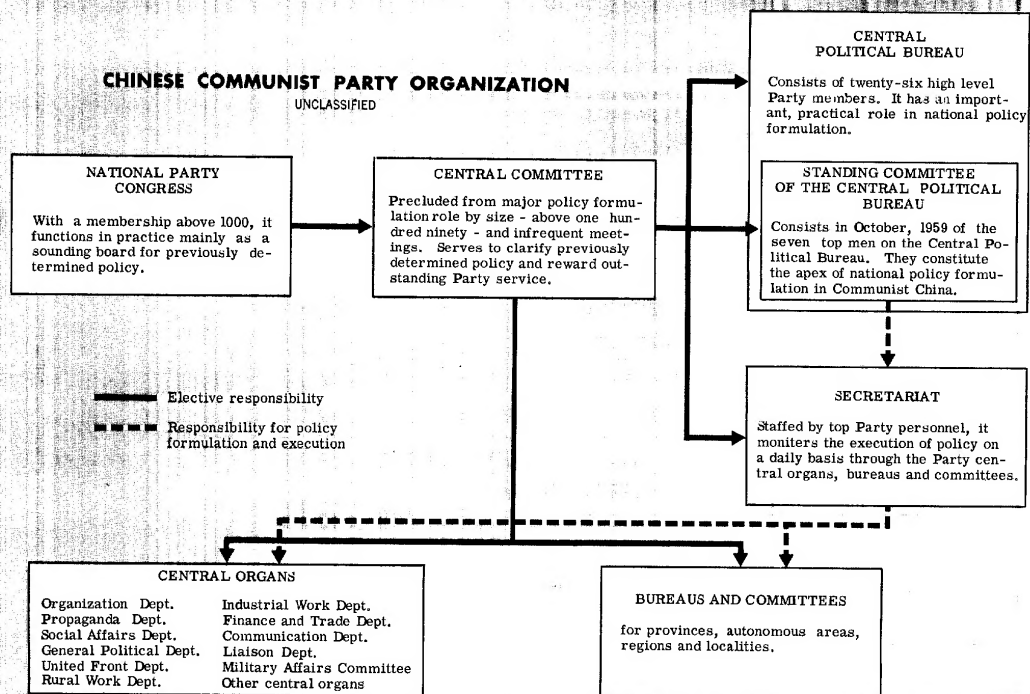 CHINESE COMMUNIST PARTY ORGANIZATION
UNCLASSIFIED
NATIONAL PARTY
CONGRESS
With a membership above 1000, it
functions in practice mainly as a
sounding board for previously de-
termined policy.
CENTRAL COMMITTEE
Precluded from major policy formu-
lation role by size - above one hun-
dred ninety - and infrequent meet-
ings. Serves to clarify previously
determined policy and reward out-
standing Party service.
CENTRAL
POLITICAL BUREAU
Consists of twenty-six high level
Party members. It has an import-
ant, practical role in national policy
formulation.
STANDING COMMITTEE
OF THE CENTRAL POLITICAL
BUREAU
Consists in October, 1959 of the
seven top men on the Central Po-
litical Bureau. They constitute
the apex of national policy formu-
lation in Communist China.
Elective responsibility
Responsibility for policy
formulation and execution
SECRETARIAT
Staffed by top Party personnel, it
moniters the execution of policy on
a daily basis through the Party cen-
tral organs, bureaus and committees.
CENTRAL ORGANS
Organization Dept.
Propaganda Dept.
Social Affairs Dept.
General Political Dept.
United Front Dept.
Rural Work Dept.
Industrial Work Dept.
Finance and Trade Dept.
Communication Dept.
Liaison Dept.
Military Affairs Committee
Other central organs
BUREAUS AND COMMITTEES
for provinces, autonomous areas,
regions and localities.